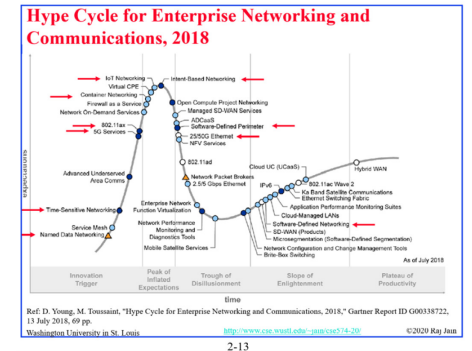 Hype Cycle for Enterprise Networking and
Communications, 2018
expectations
IoT Networking
Virtual CPE
Container Networking
Firewall as a Service
Network On-Demand Services
802.11ax
5G Services
Advanced Underserved
Area Comms
Time-Sensitive Networking
Service Mesh
Named Data Networking
Intent-Based Networking
Open Compute Project Networking
Managed SD-WAN Services
ADCaaS
Software-Defined Perimeter
25/50G Ethernet
NFV Services
802.11ad
Network Packet Brokers
2.5/5 Gbps Ethernet
Enterprise Network
Function Virtualization
Network Performance
Monitoring and
Diagnostics Tools
Mobile Satellite Services
Cloud UC (UCaaS)
IPv6
Hybrid WAN
802.11ac Wave 2
Ka Band Satellite Communications
Ethernet Switching Fabric
Application Performance Monitoring Suites
Cloud-Managed LANs
Software-Defined Networking
SD-WAN (Products)
Microsegmentation (Software-Defined Segmentation)
Network Configuration and Change Management Tools
Brite-Box Switching
As of July 2018
Innovation
Trigger
Peak of
Inflated
Expectations
Trough of
Disillusionment
Slope of
Enlightenment
Plateau of
Productivity
time
Ref: D. Young, M. Toussaint, "Hype Cycle for Enterprise Networking and Communications, 2018," Gartner Report ID G00338722,
13 July 2018, 69 pp.
Washington University in St. Louis
http://www.cse.wustl.edu/~jain/cse574-20/
©2020 Raj Jain
2-13